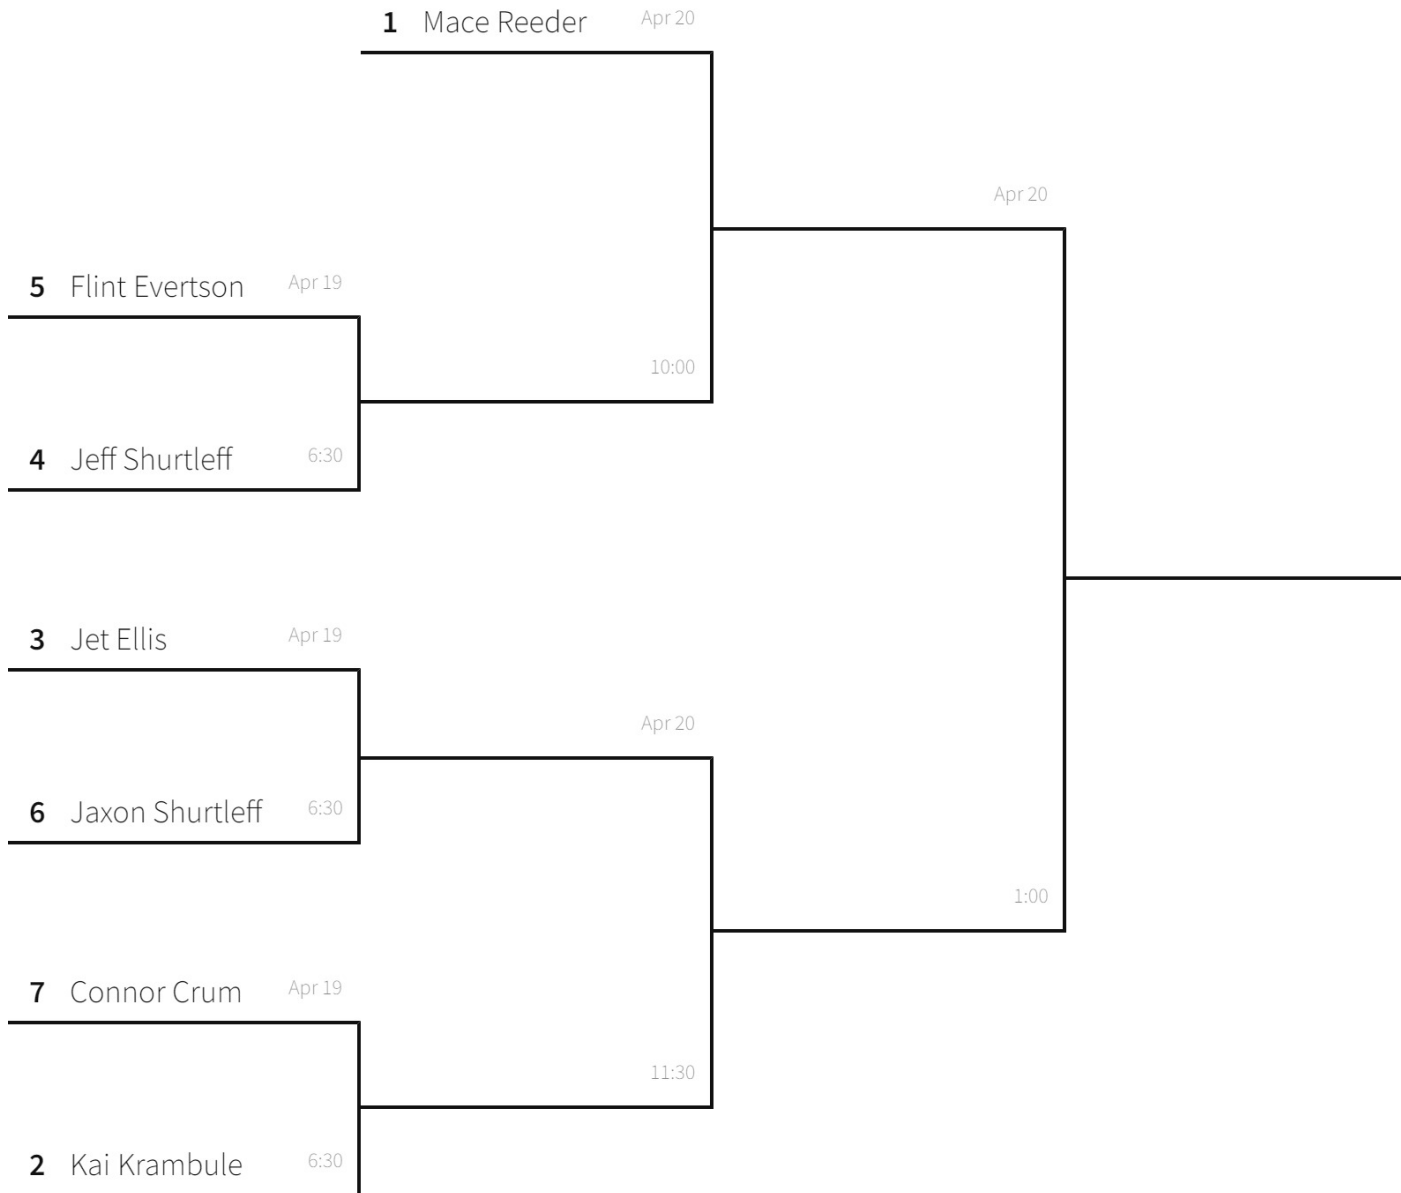 1 Mace Reeder Apr 20
Apr 20
5 Flint Evertson Apr 19
10:00
4 Jeff Shurtleff 6:30
3 Jet Ellis Apr 19
Apr 20
6 Jaxon Shurtleff 6:30
1:00
7 Connor Crum Apr 19
11:30
2 Kai Krambule 6:30